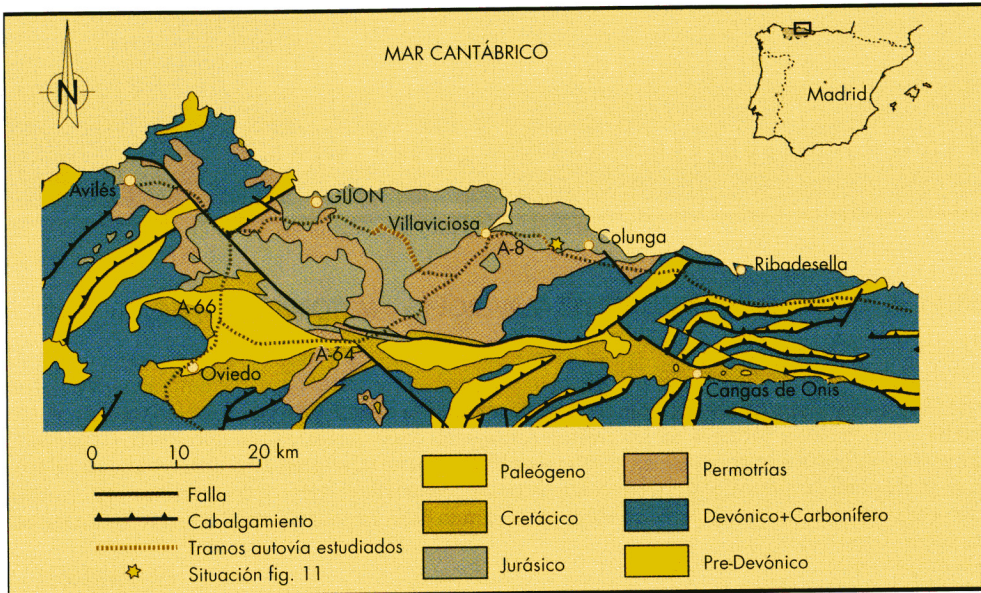 MAR CANTÁBRICO
N
Madrid
Avilés
GIJON
Villaviciosa
A-8
Colunga
Ribadesella
A-66
A-64
Oviedo
Cangas de Onís
0 10 20 km
Falla
Cabalgamiento
Tramos autovía estudiados
Situación fig. 11
Paleógeno
Cretácico
Jurásico
Permotrías
Devónico+Carbonífero
Pre-Devónico